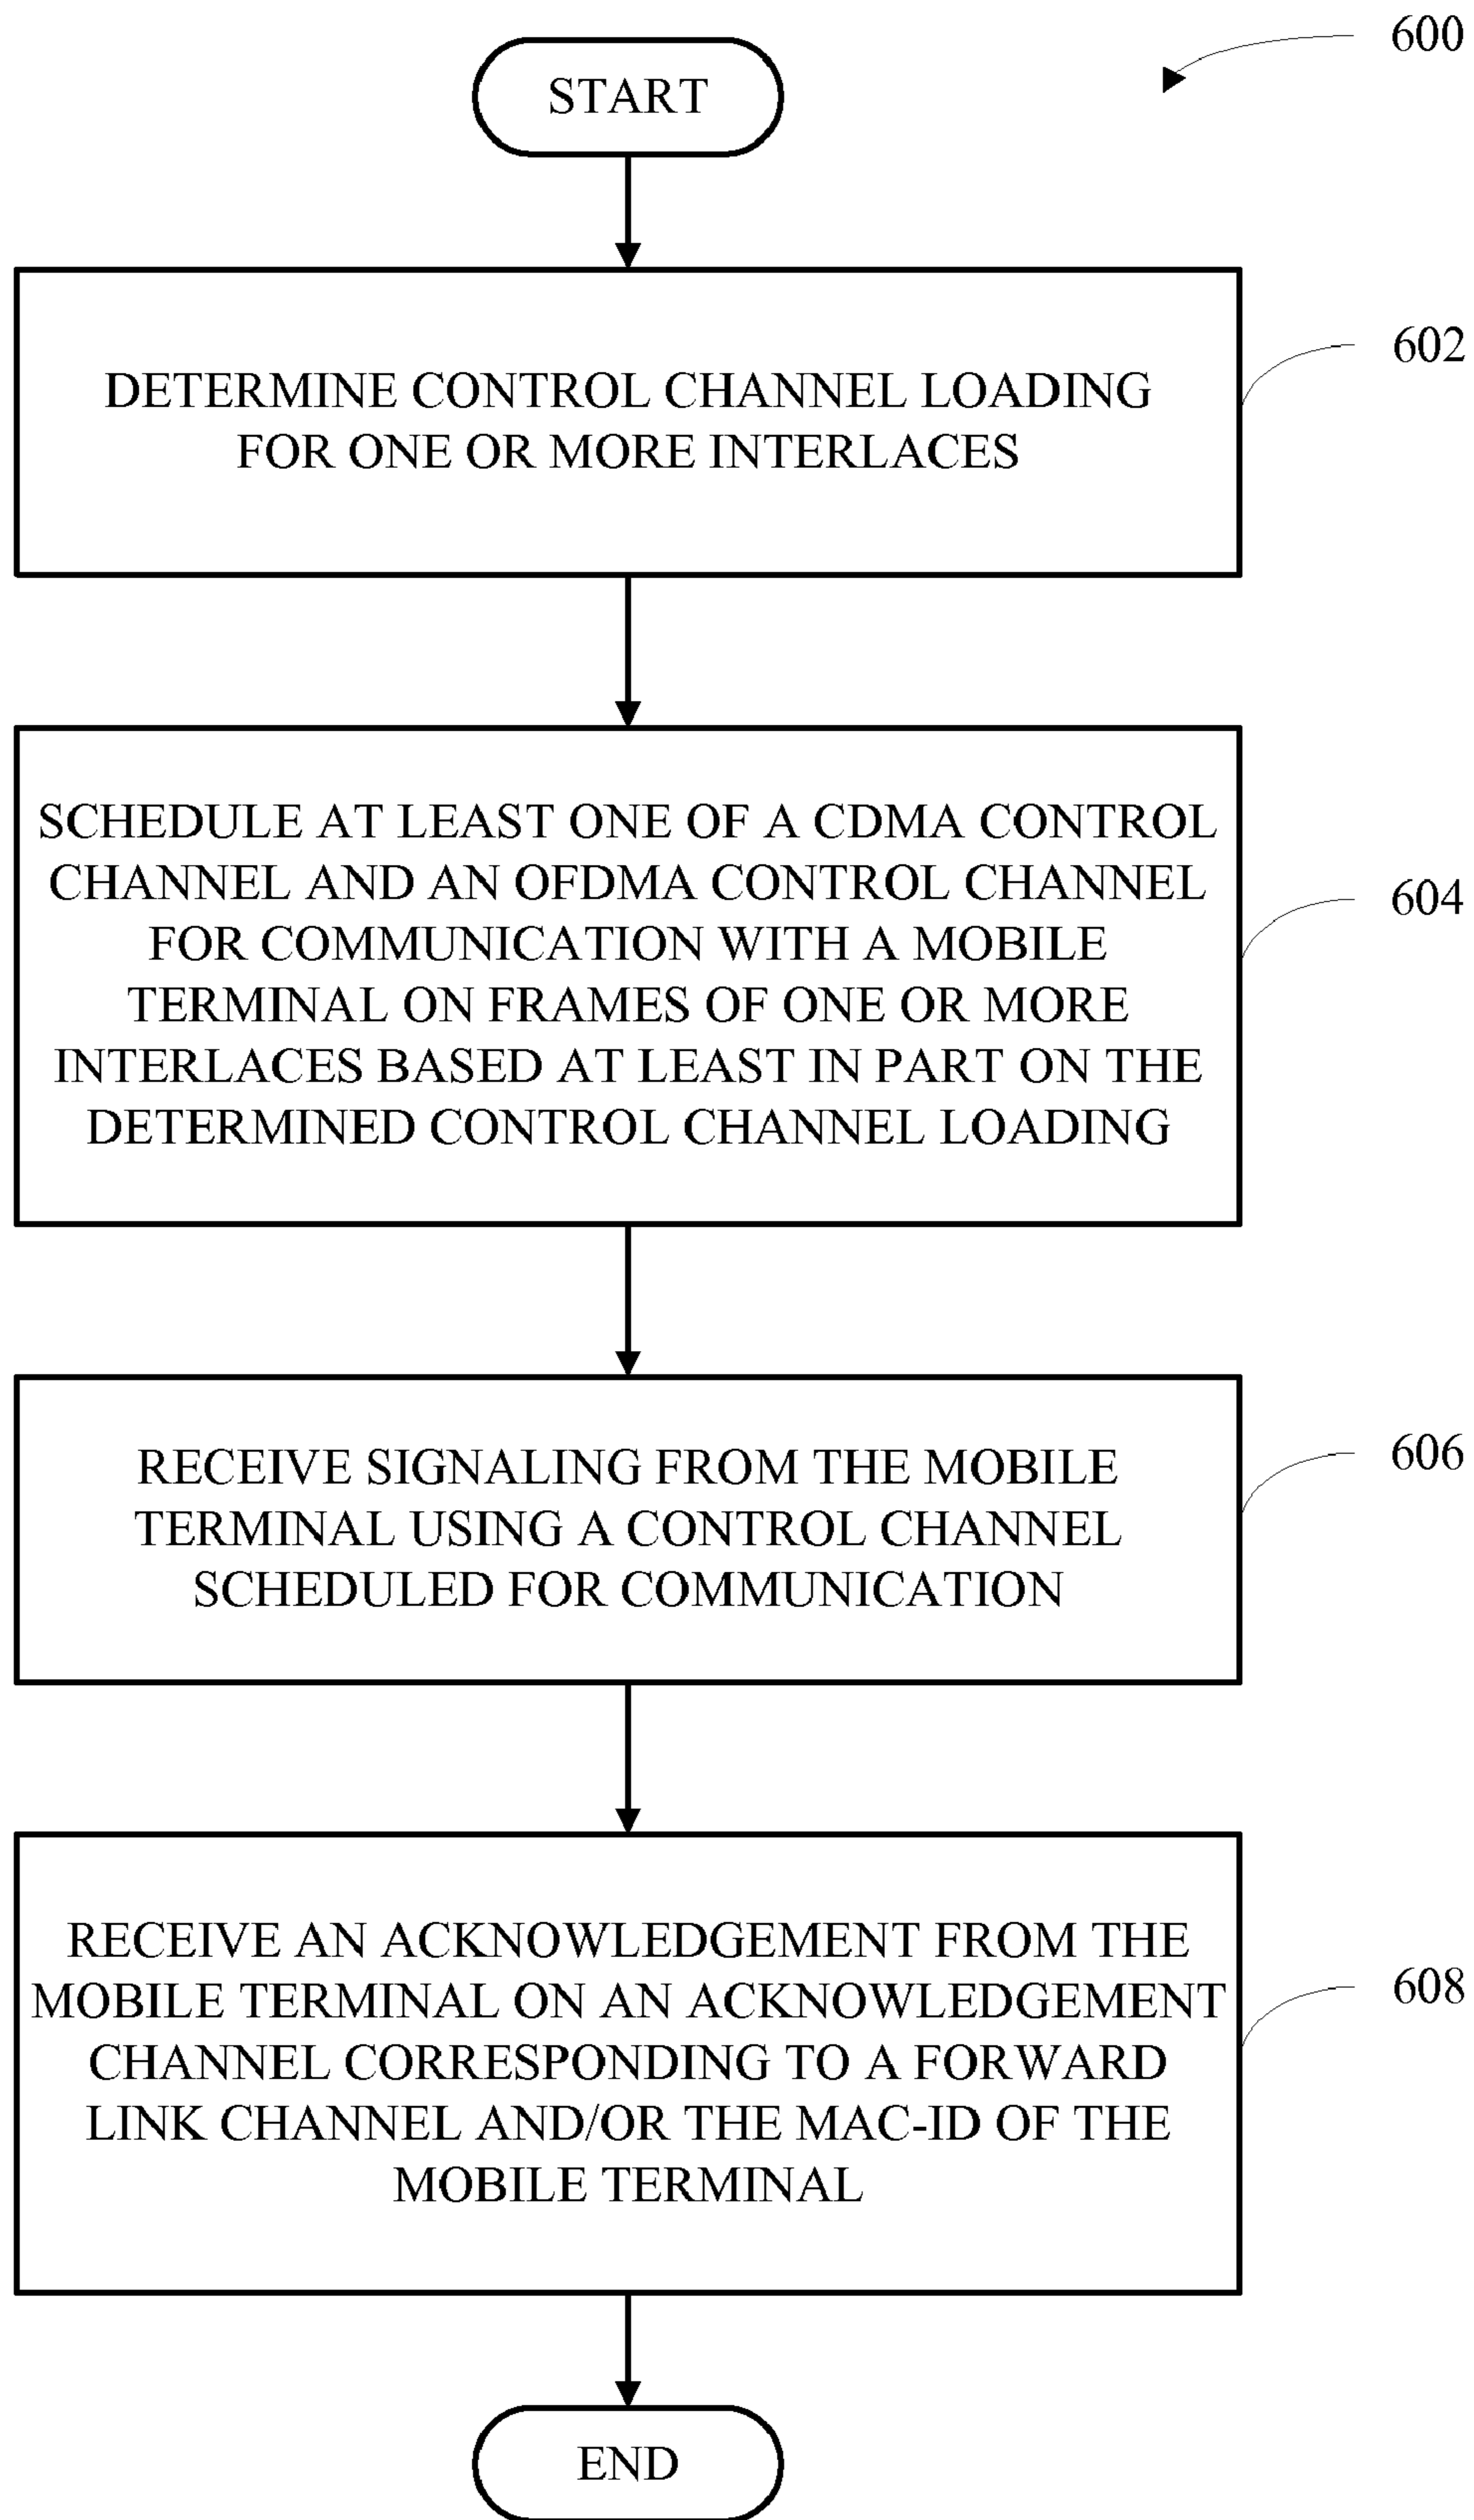 600
START
602
DETERMINE CONTROL CHANNEL LOADING
FOR ONE OR MORE INTERLACES
604
SCHEDULE AT LEAST ONE OF A CDMA CONTROL
CHANNEL AND AN OFDMA CONTROL CHANNEL
FOR COMMUNICATION WITH A MOBILE
TERMINAL ON FRAMES OF ONE OR MORE
INTERLACES BASED AT LEAST IN PART ON THE
DETERMINED CONTROL CHANNEL LOADING
606
RECEIVE SIGNALING FROM THE MOBILE
TERMINAL USING A CONTROL CHANNEL
SCHEDULED FOR COMMUNICATION
608
RECEIVE AN ACKNOWLEDGEMENT FROM THE
MOBILE TERMINAL ON AN ACKNOWLEDGEMENT
CHANNEL CORRESPONDING TO A FORWARD
LINK CHANNEL AND/OR THE MAC-ID OF THE
MOBILE TERMINAL
END